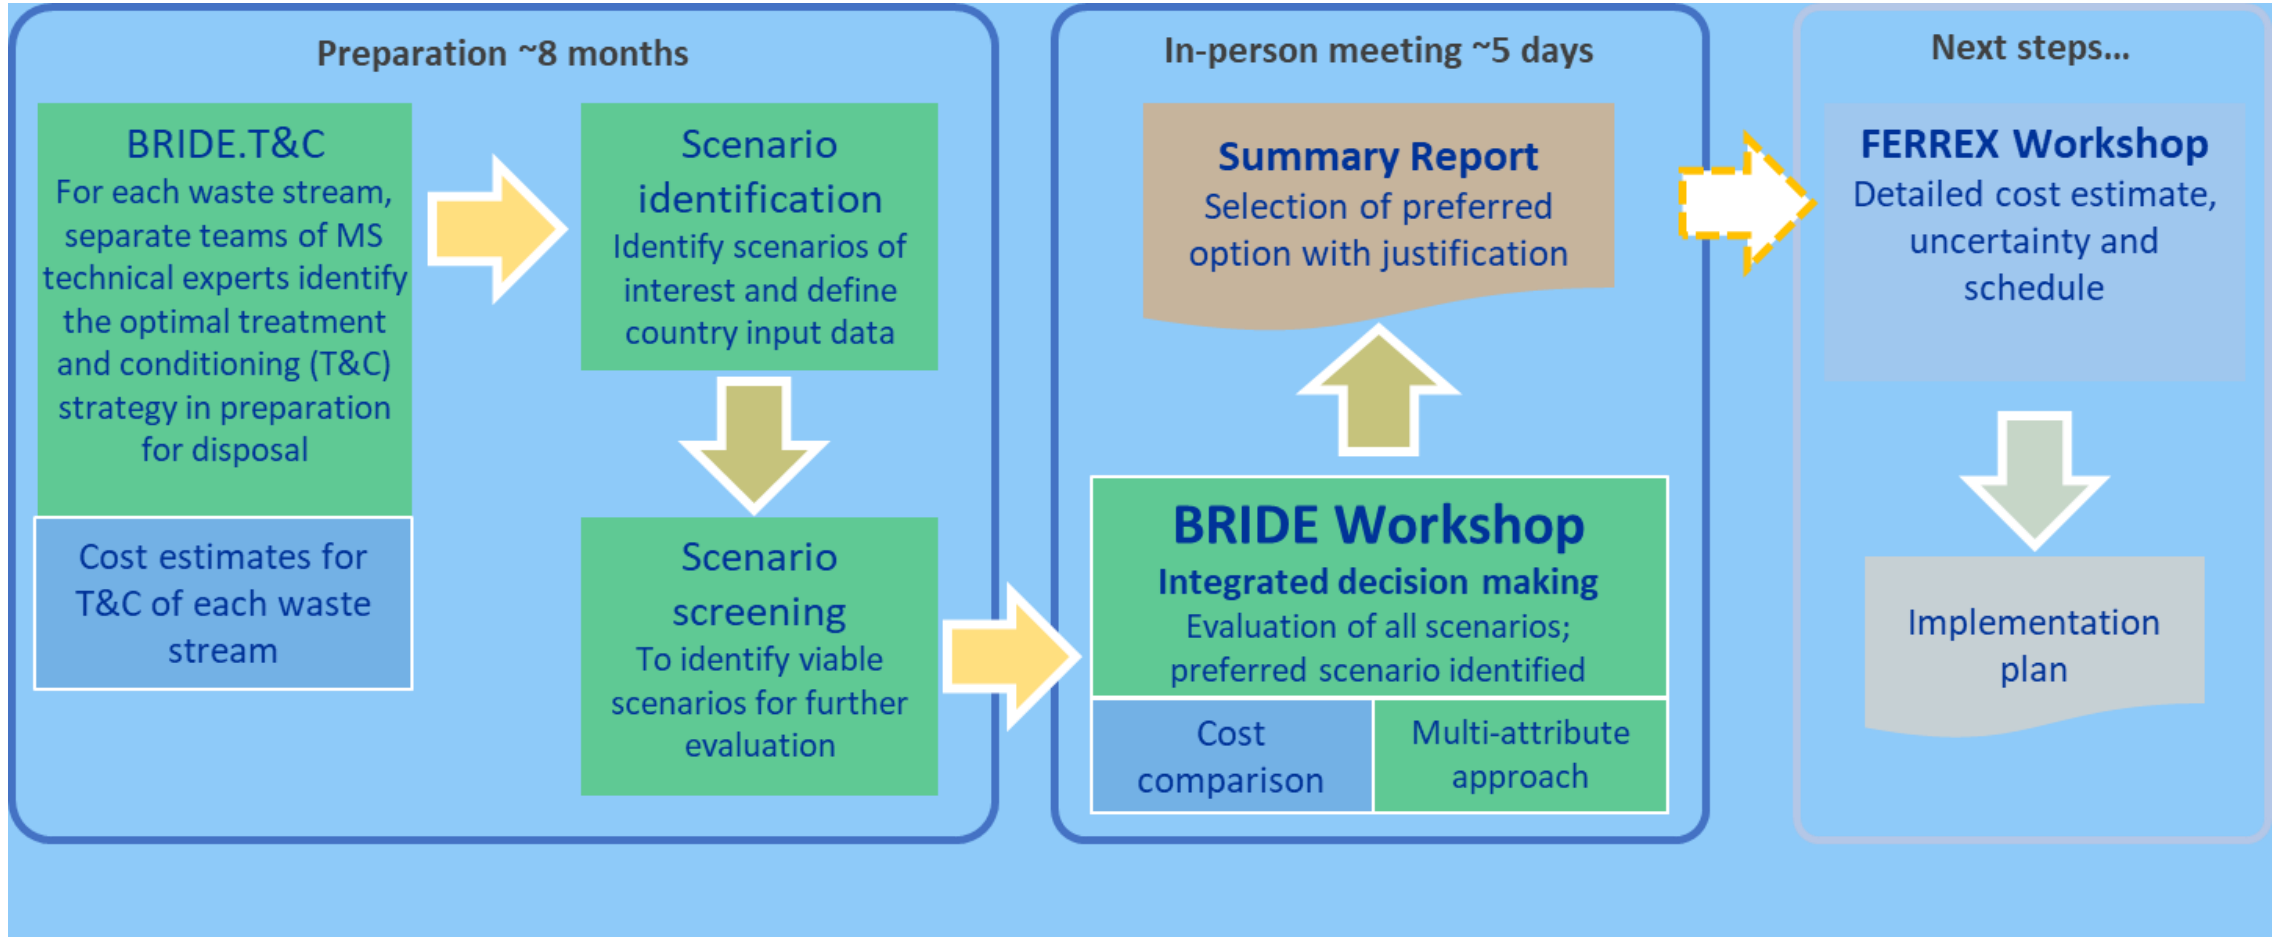 Preparation ~8 months
BRIDE.T&C
For each waste stream,
separate teams of MS
technical experts identify
the optimal treatment
and conditioning (T&C)
strategy in preparation
for disposal
Cost estimates for
T&C of each waste
stream
Scenario
identification
Identify scenarios of
interest and define
country input data
Scenario
screening
To identify viable
scenarios for further
evaluation
In-person meeting ~5 days
Summary Report
Selection of preferred
option with justification
BRIDE Workshop
Integrated decision making
Evaluation of all scenarios;
preferred scenario identified
Cost
comparison
Multi-attribute
approach
Next steps...
FERREX Workshop
Detailed cost estimate,
uncertainty and
schedule
Implementation
plan